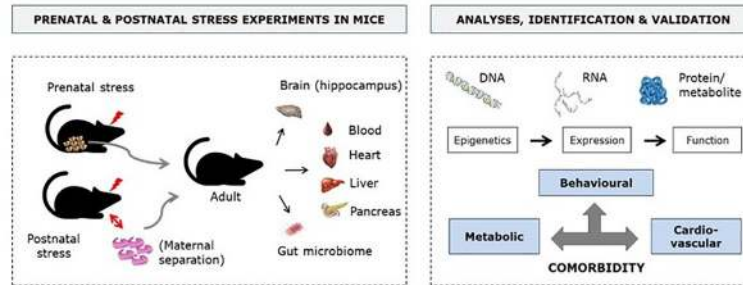 PRENATAL & POSTNATAL STRESS EXPERIMENTS IN MICE
Prenatal stress
Postnatal
stress
(Maternal
separation)
Adult
Brain (hippocampus)
Blood
Heart
Liver
Pancreas
Gut microbiome
ANALYSES, IDENTIFICATION & VALIDATION
DNA
RNA
Protein/
metabolite
Epigenetics
Expression
Function
Behavioural
Metabolic
Cardio-
vascular
COMORBIDITY